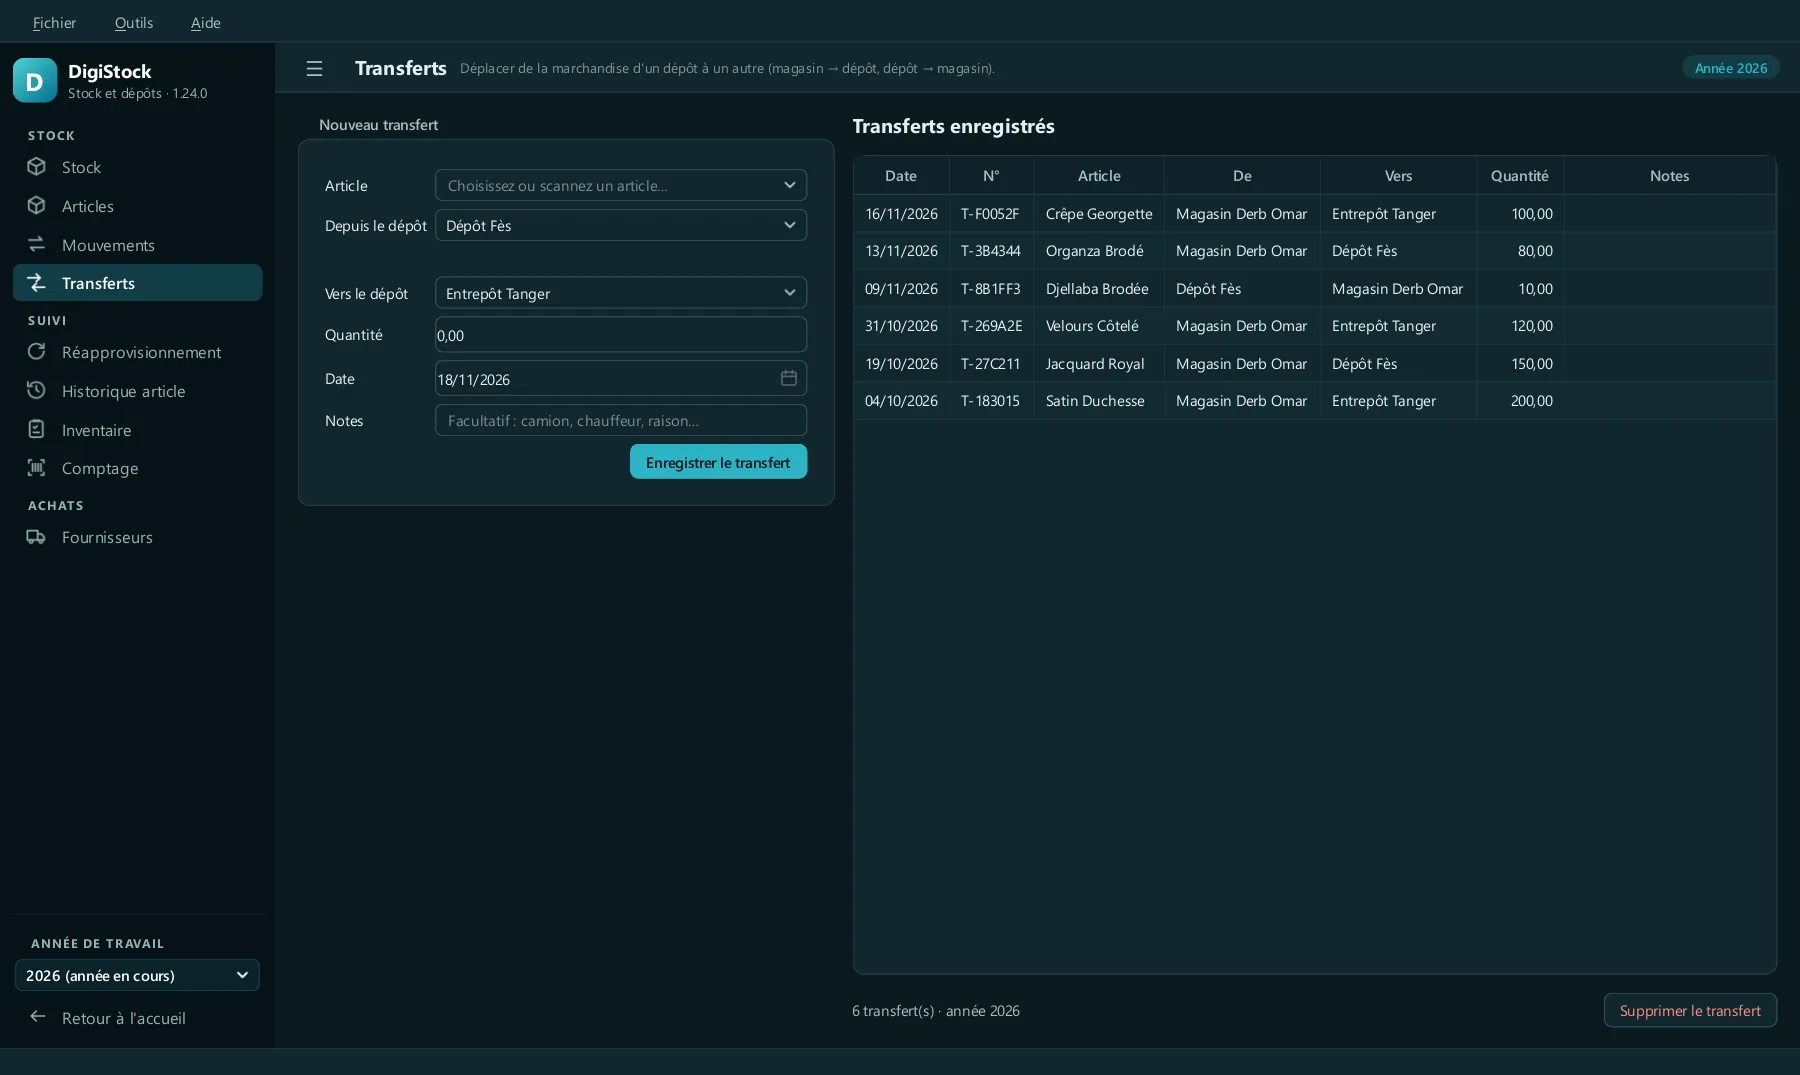 Fichier Outils Aide
D
DigiStock
Stock et dépôts · 1.24.0
STOCK
Stock
Articles
Mouvements
Transferts
SUIVI
Réapprovisionnement
Historique article
Inventaire
Comptage
ACHATS
Fournisseurs
ANNÉE DE TRAVAIL
2026 (année en cours)
Retour à l'accueil
Transferts Déplacer de la marchandise d'un dépôt à un autre (magasin → dépôt, dépôt → magasin).
Année 2026
Nouveau transfert
Article Choisissez ou scannez un article...
Depuis le dépôt Dépôt Fès
Vers le dépôt Entrepôt Tanger
Quantité 0,00
Date 18/11/2026
Notes Facultatif : camion, chauffeur, raison...
Enregistrer le transfert
Transferts enregistrés
Date N° Article De Vers Quantité Notes
16/11/2026 T-F0052F Crêpe Georgette Magasin Derb Omar Entrepôt Tanger 100,00
13/11/2026 T-3B4344 Organza Brodé Magasin Derb Omar Dépôt Fès 80,00
09/11/2026 T-8B1FF3 Djellaba Brodée Dépôt Fès Magasin Derb Omar 10,00
31/10/2026 T-269A2E Velours Côtelé Magasin Derb Omar Entrepôt Tanger 120,00
19/10/2026 T-27C211 Jacquard Royal Magasin Derb Omar Dépôt Fès 150,00
04/10/2026 T-183015 Satin Duchesse Magasin Derb Omar Entrepôt Tanger 200,00
6 transfert(s) · année 2026
Supprimer le transfert